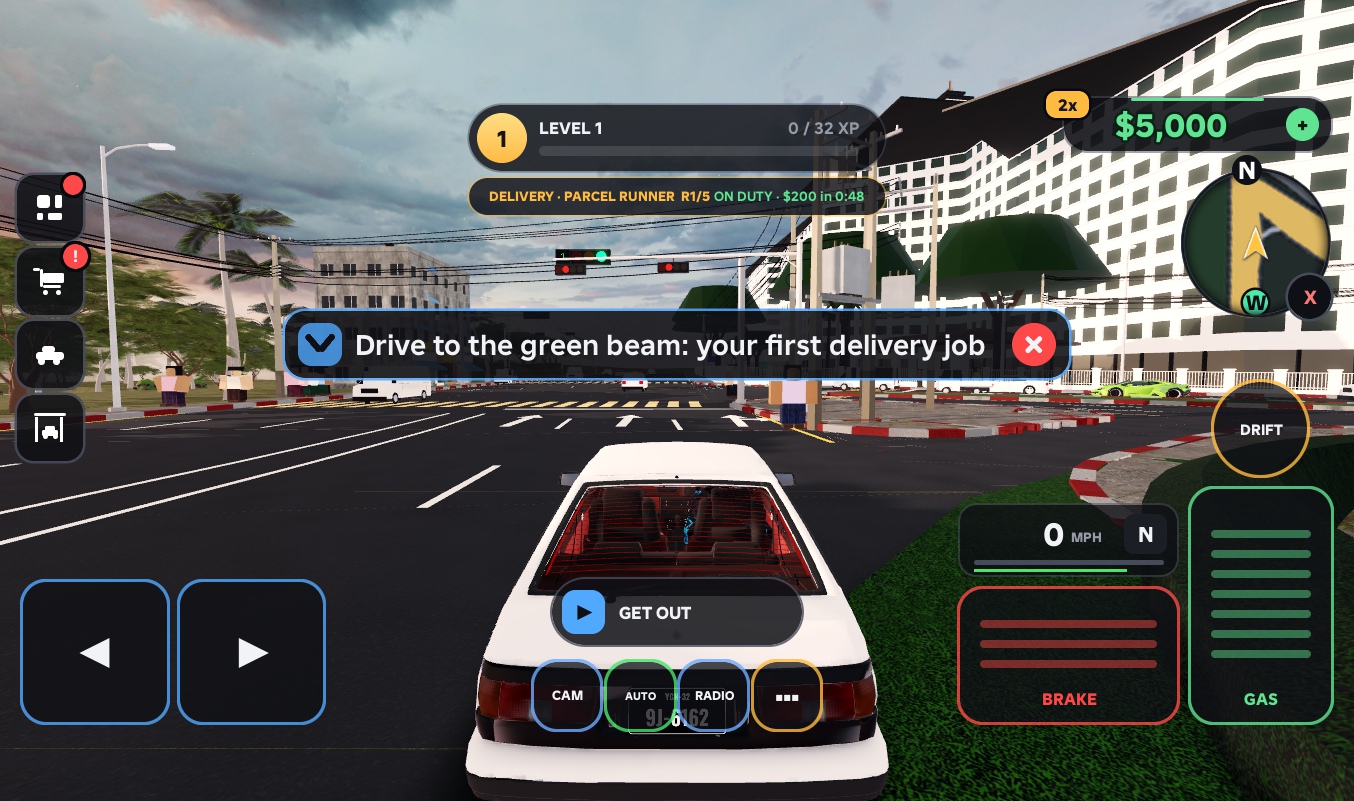 2x
$5,000
+
1
LEVEL 1
0 / 32 XP
DELIVERY · PARCEL RUNNER R1/5 ON DUTY · $200 in 0:48
N
W
X
!
Drive to the green beam: your first delivery job
DRIFT
0 MPH N
GET OUT
CAM
AUTO
RADIO
BRAKE
GAS